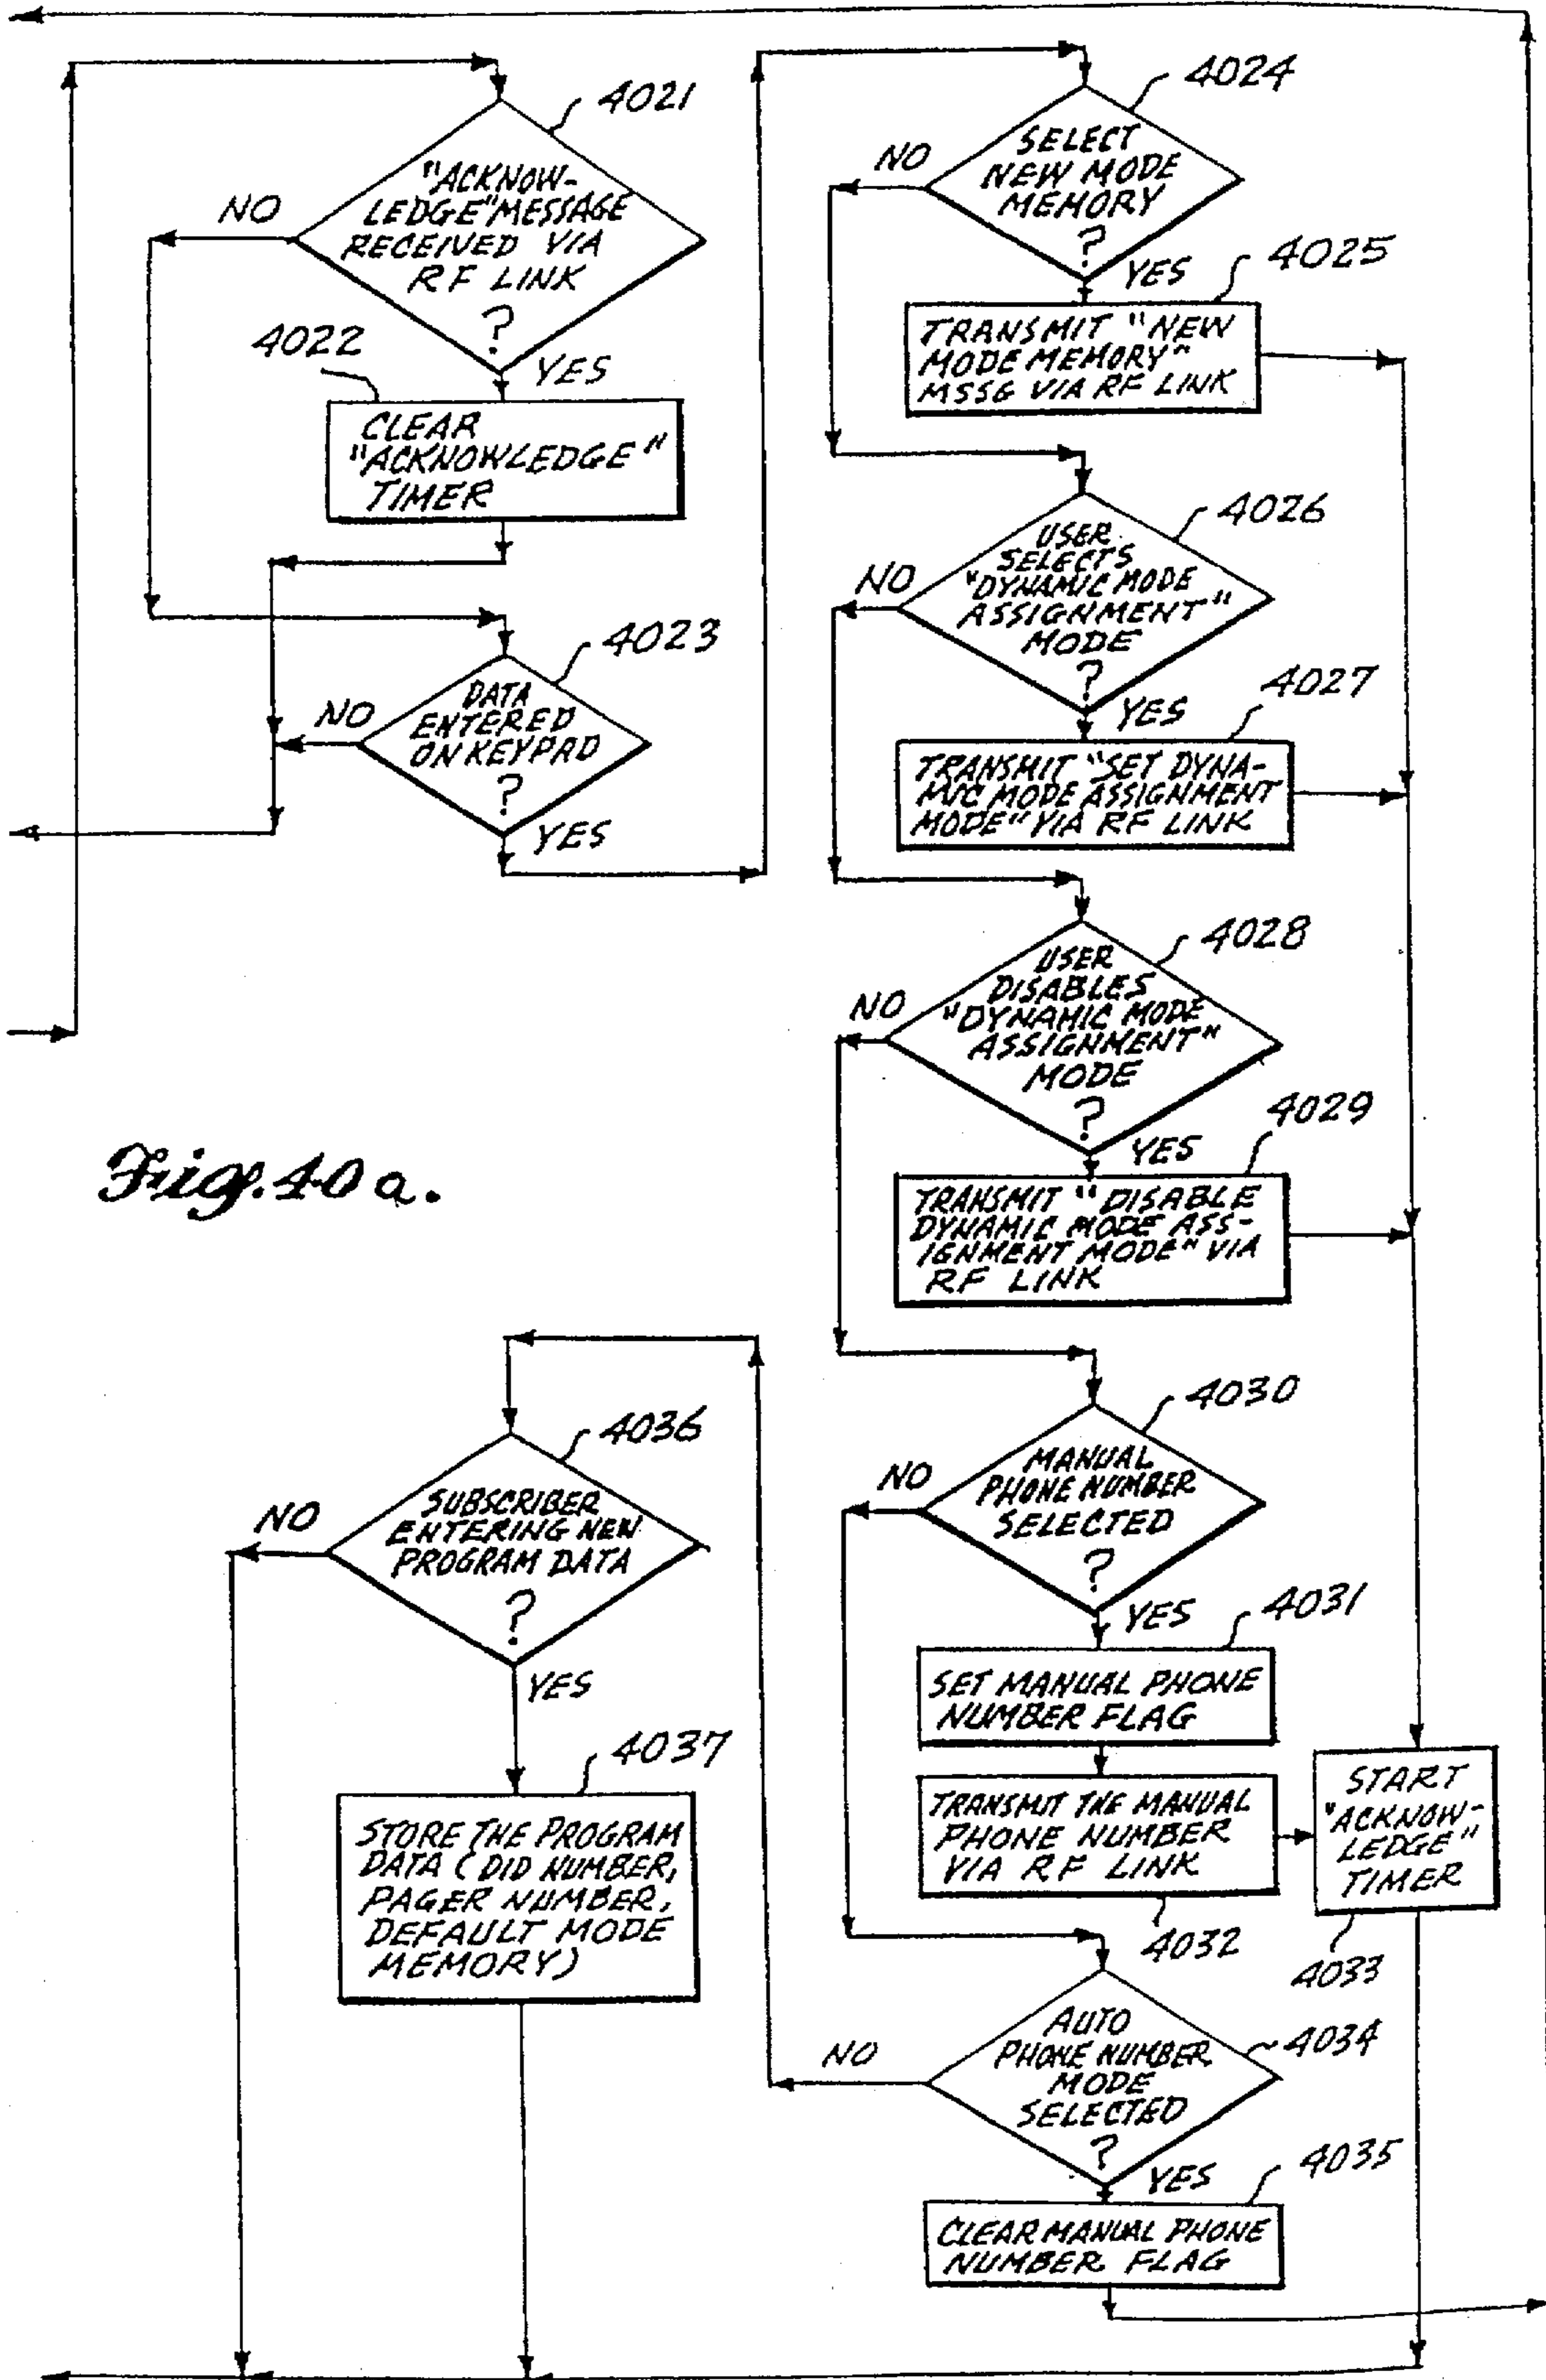 4021
"ACKNOW-
LEDGE" MESSAGE
RECEIVED VIA
RF LINK
?
NO
YES
4022
CLEAR
"ACKNOWLEDGE"
TIMER
4023
DATA
ENTERED
ON KEYPAD
?
NO
YES
4024
SELECT
NEW MODE
MEMORY
?
NO
YES
4025
TRANSMIT "NEW
MODE MEMORY"
MSSG VIA RF LINK
4026
USER
SELECTS
"DYNAMIC MODE
ASSIGNMENT"
MODE
?
NO
YES
4027
TRANSMIT "SET DYNA-
MIC MODE ASSIGNMENT
MODE" VIA RF LINK
4028
USER
DISABLES
"DYNAMIC MODE
ASSIGNMENT"
MODE
?
NO
YES
4029
TRANSMIT "DISABLE
DYNAMIC MODE ASS-
IGNMENT MODE" VIA
RF LINK
Fig. 40a.
4030
MANUAL
PHONE NUMBER
SELECTED
?
NO
YES
4031
SET MANUAL PHONE
NUMBER FLAG
TRANSMIT THE MANUAL
PHONE NUMBER
VIA RF LINK
4032
START
"ACKNOW-
LEDGE"
TIMER
4033
AUTO
PHONE NUMBER
MODE
SELECTED
?
4034
NO
YES
4035
CLEAR MANUAL PHONE
NUMBER FLAG
4036
SUBSCRIBER
ENTERING NEW
PROGRAM DATA
?
NO
YES
4037
STORE THE PROGRAM
DATA (DID NUMBER,
PAGER NUMBER,
DEFAULT MODE
MEMORY)